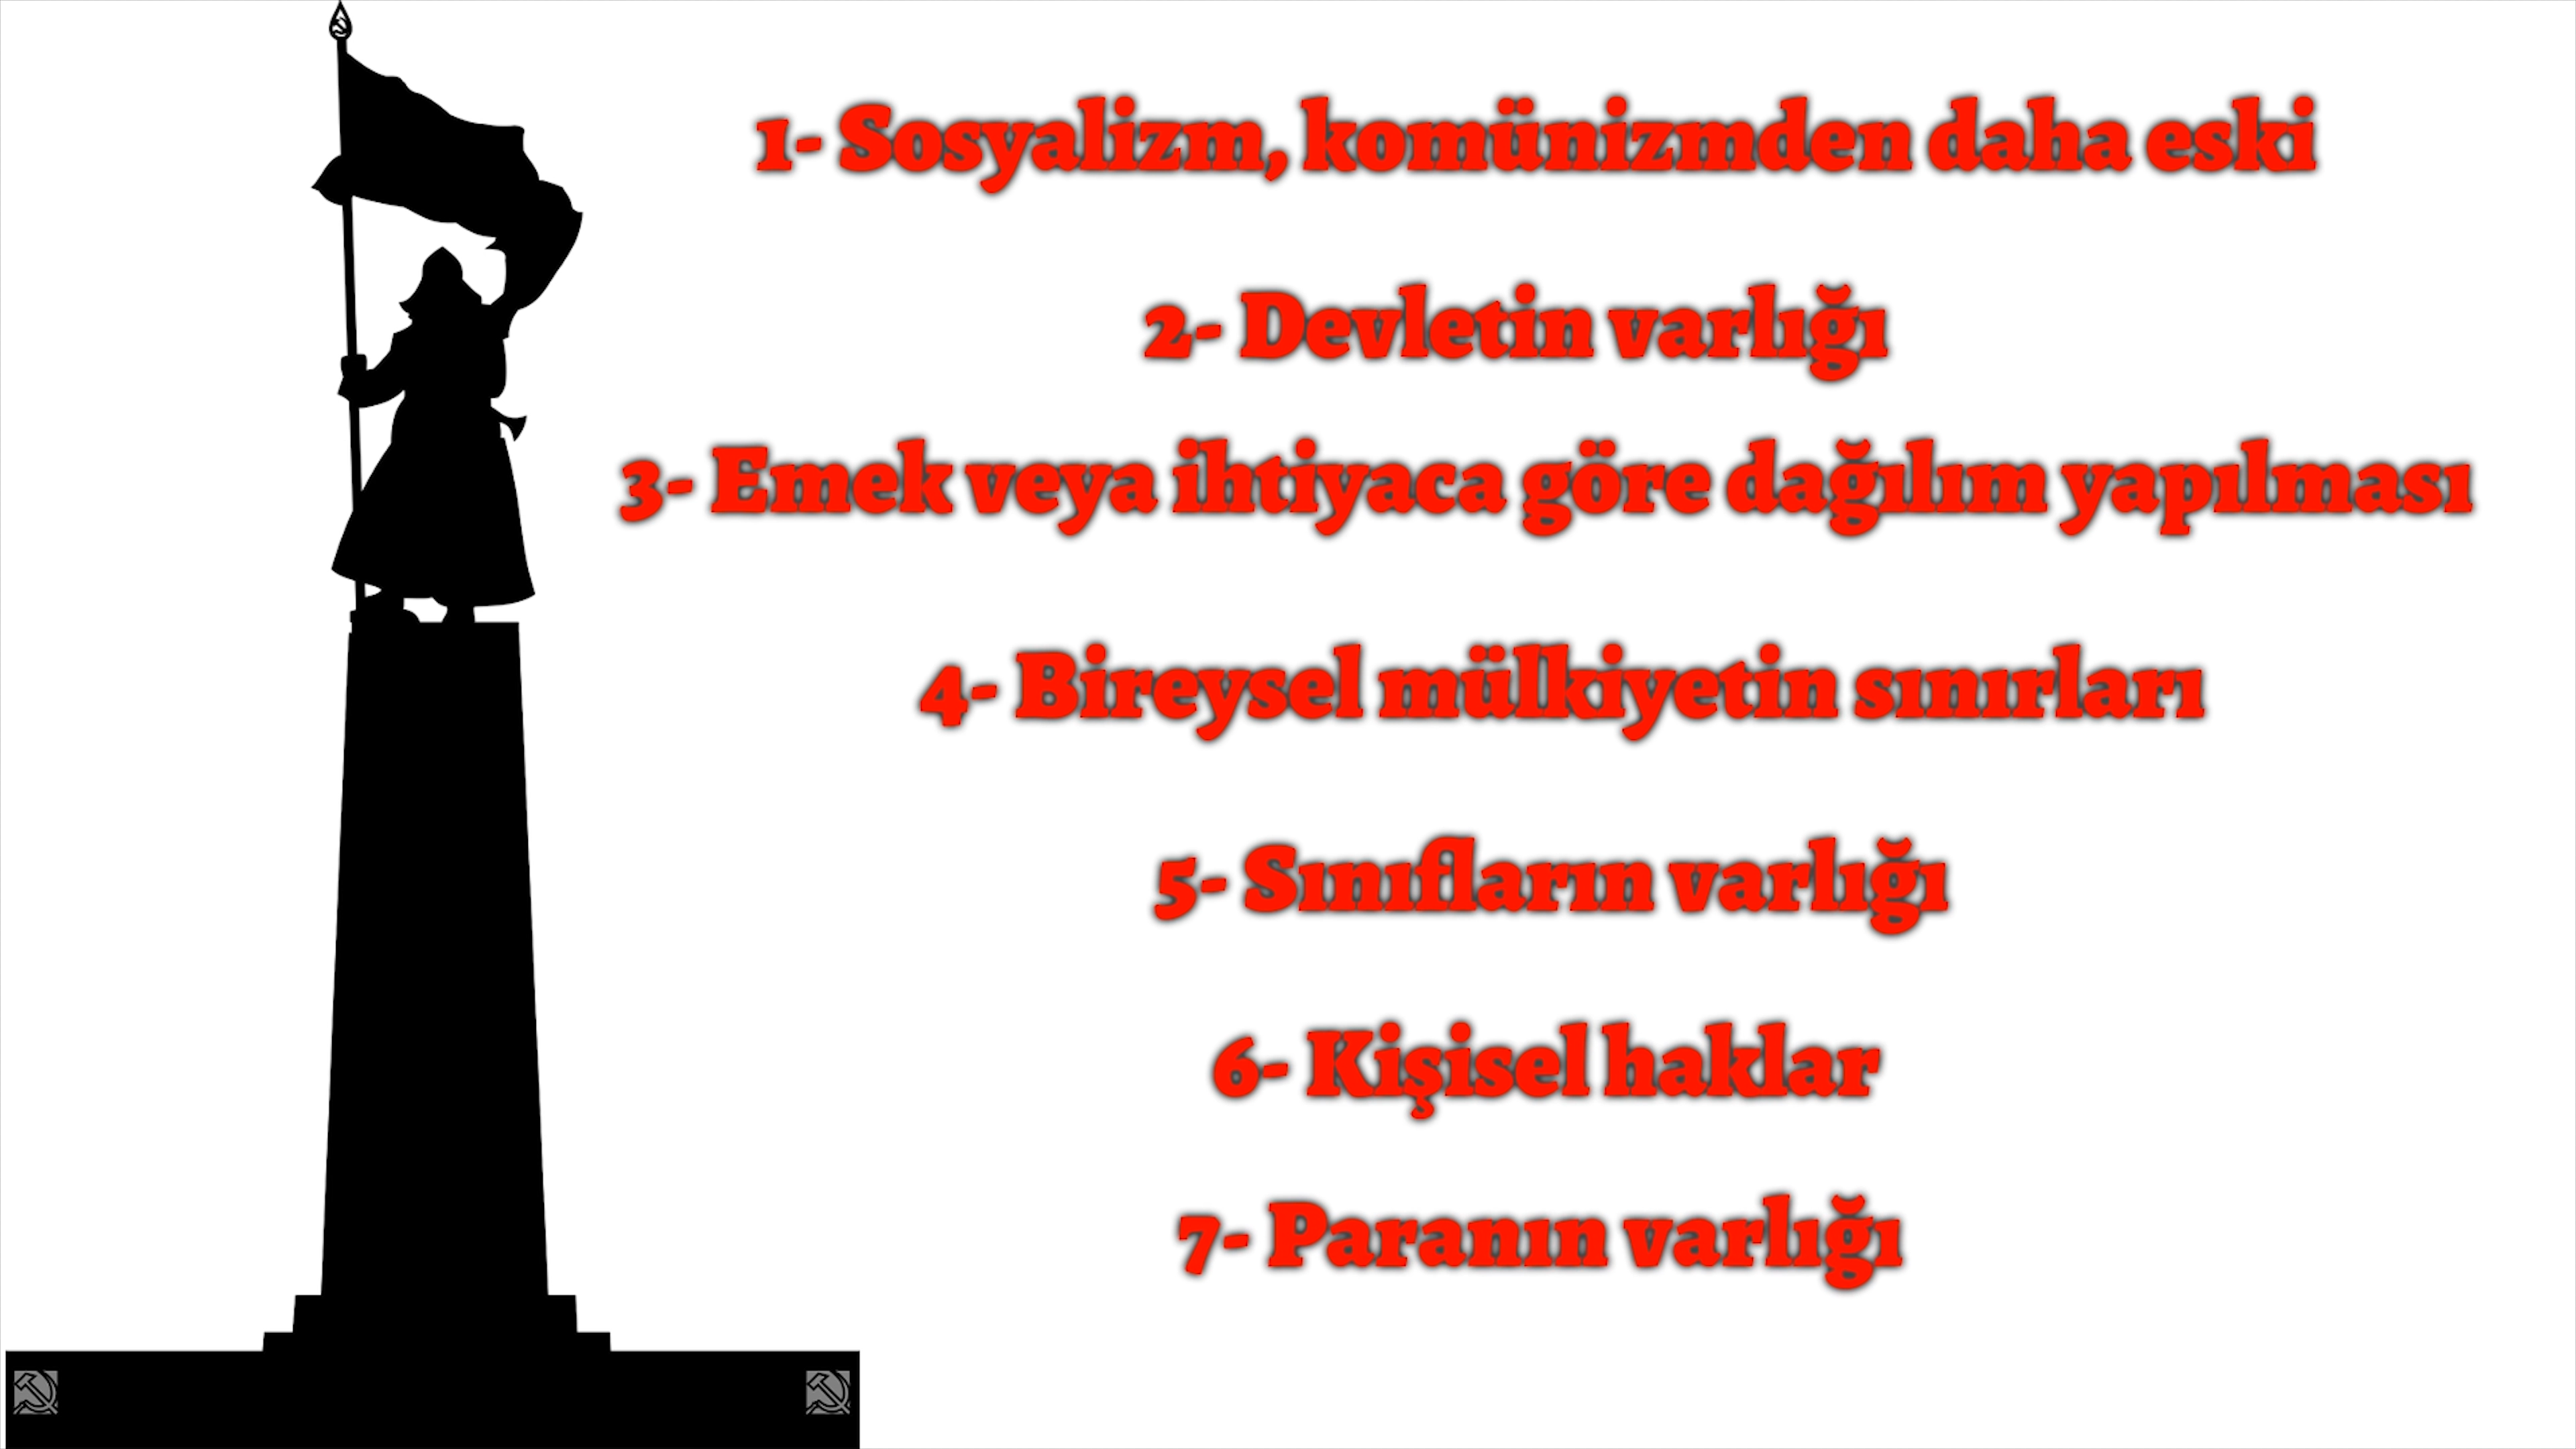 1- Sosyalizm, komünizmden daha eski
2- Devletin varlığı
3- Emek veya ihtiyaca göre dağılım yapılması
4- Bireysel mülkiyetin sınırları
5- Sınıfların varlığı
6- Kişisel haklar
7- Paranın varlığı